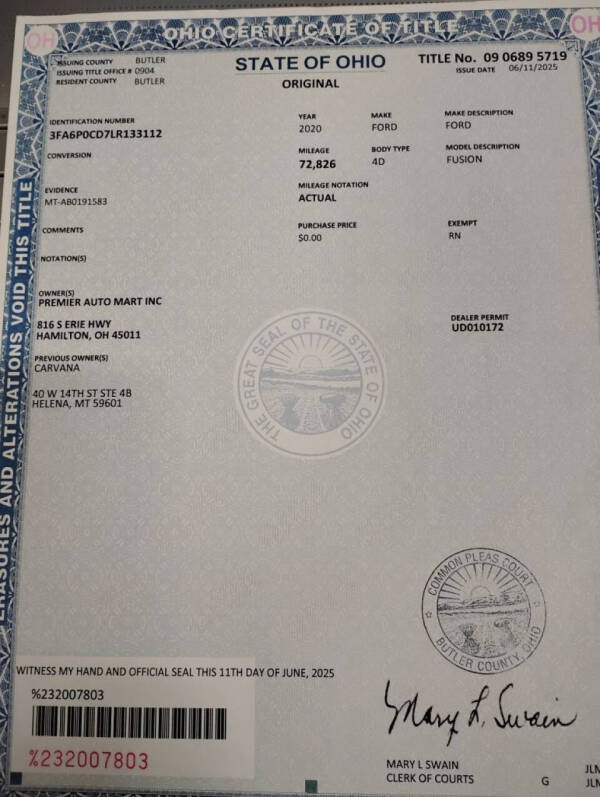 OH OHIO CERTIFICATE OF TITLE OH
ISSUING COUNTY BUTLER
ISSUING TITLE OFFICE # 0904
RESIDENT COUNTY BUTLER
STATE OF OHIO
ORIGINAL
TITLE No. 09 0689 5719
ISSUE DATE 06/11/2025
IDENTIFICATION NUMBER
3FA6P0CD7LR133112
YEAR
2020
MAKE
FORD
MAKE DESCRIPTION
FORD
CONVERSION
MILEAGE
72,826
BODY TYPE
4D
MODEL DESCRIPTION
FUSION
EVIDENCE
MT-AB0191583
MILEAGE NOTATION
ACTUAL
COMMENTS
PURCHASE PRICE
$0.00
EXEMPT
RN
NOTATION(S)
OWNER(S)
PREMIER AUTO MART INC
816 S ERIE HWY
HAMILTON, OH 45011
DEALER PERMIT
UD010172
PREVIOUS OWNER(S)
CARVANA
40 W 14TH ST STE 4B
HELENA, MT 59601
THE GREAT SEAL OF THE STATE OF OHIO
ERASURES AND ALTERATIONS VOID THIS TITLE
COMMON PLEAS COURT
BUTLER COUNTY, OHIO
WITNESS MY HAND AND OFFICIAL SEAL THIS 11TH DAY OF JUNE, 2025
%232007803
%232007803
Mary L. Swain
MARY L SWAIN
CLERK OF COURTS
G
JLM
JLM